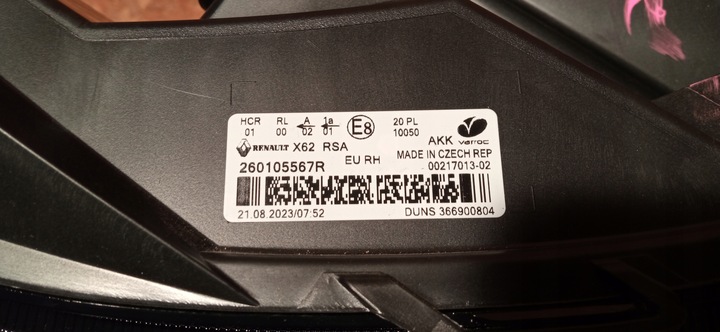 HCR RL A 1a E8 20 PL
01 00 02 01 10050
RENAULT X62 RSA AKK varroc
EU RH MADE IN CZECH REP
260105567R 00217013-02
21.08.2023/07:52 DUNS 366900804